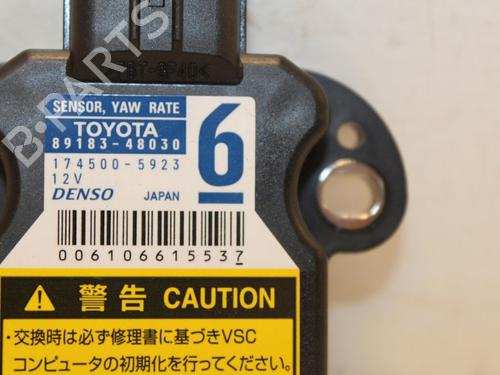 >PBT-GF40<
SENSOR, YAW RATE
TOYOTA
89183-48030
6
174500-5923
12V
DENSO JAPAN
006106615537
警告 CAUTION
・交換時は必ず修理書に基づきVSC
コンピュータの初期化を行ってください。
B-PARTS